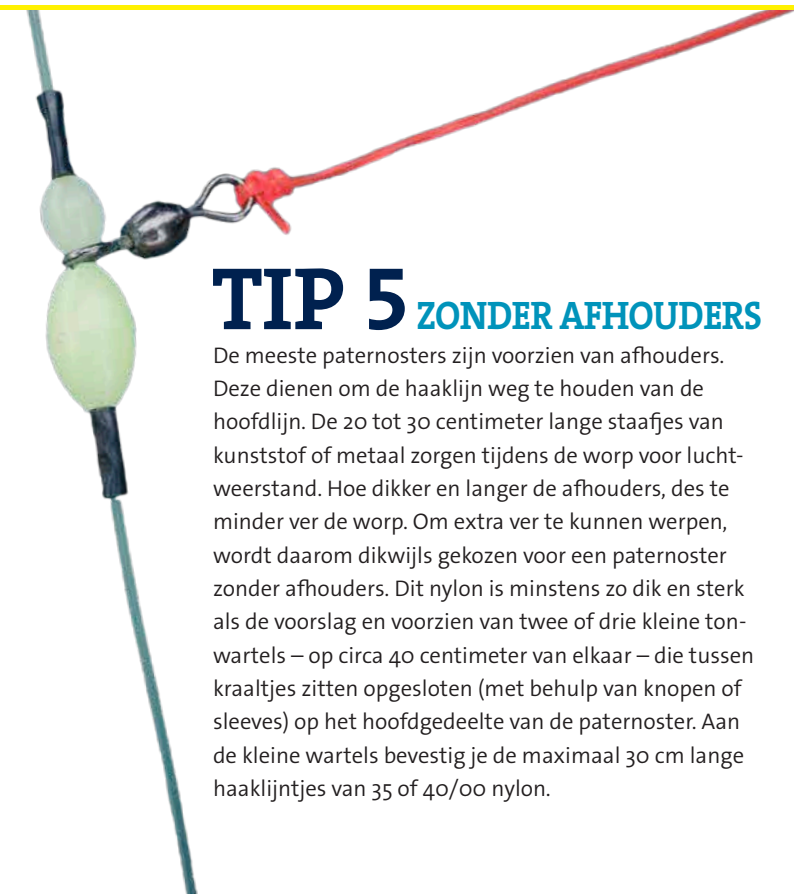 TIP 5 ZONDER AFHOUDERS
De meeste paternosters zijn voorzien van afhouders.
Deze dienen om de haaklijn weg te houden van de
hoofdlijn. De 20 tot 30 centimeter lange staafjes van
kunststof of metaal zorgen tijdens de worp voor lucht-
weerstand. Hoe dikker en langer de afhouders, des te
minder ver de worp. Om extra ver te kunnen werpen,
wordt daarom dikwijls gekozen voor een paternoster
zonder afhouders. Dit nylon is minstens zo dik en sterk
als de voorslag en voorzien van twee of drie kleine ton-
wartels – op circa 40 centimeter van elkaar – die tussen
kraaltjes zitten opgesloten (met behulp van knopen of
sleeves) op het hoofdgedeelte van de paternoster. Aan
de kleine wartels bevestig je de maximaal 30 cm lange
haaklijntjes van 35 of 40/00 nylon.